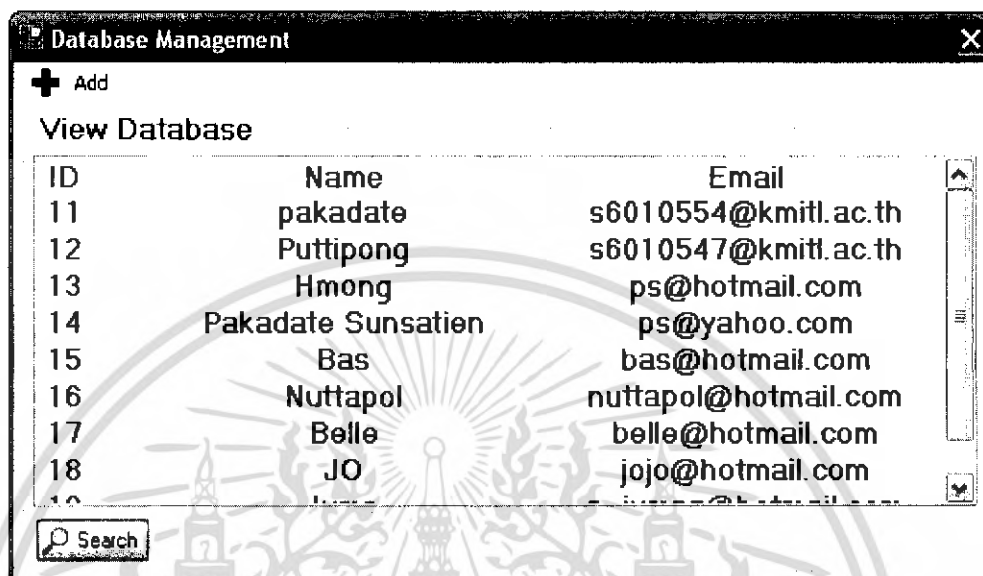 Database Management
Add
View Database
ID Name Email
11 pakadate s6010554@kmitl.ac.th
12 Puttipong s6010547@kmitl.ac.th
13 Hmong ps@hotmail.com
14 Pakadate Sunsatien ps@yahoo.com
15 Bas bas@hotmail.com
16 Nuttapol nuttapol@hotmail.com
17 Belle belle@hotmail.com
18 JO jojo@hotmail.com
Search